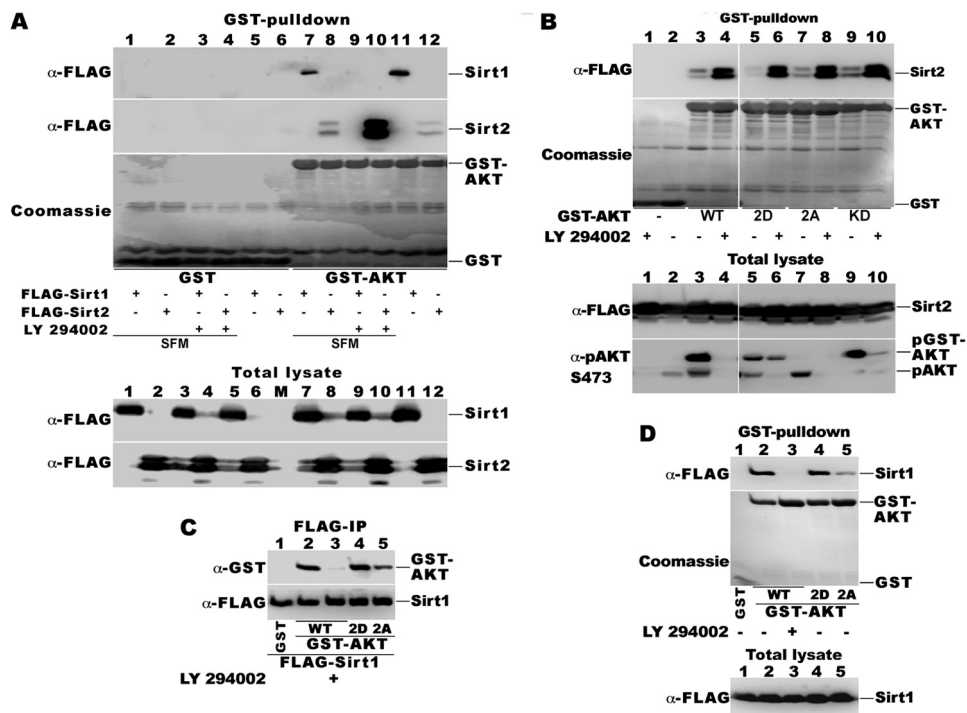 A
GST-pulldown
1 2 3 4 5 6 7 8 9 10 11 12
α-FLAG
Sirt1
α-FLAG
Sirt2
GST-
AKT
Coomassie
GST
GST GST-AKT
FLAG-Sirt1 + - + - + - + - + - + -
FLAG-Sirt2 - + - + - + - + - + - +
LY 294002 + + + +
SFM SFM
Total lysate
1 2 3 4 5 6 M 7 8 9 10 11 12
α-FLAG
Sirt1
α-FLAG
Sirt2
B
GST-pulldown
1 2 3 4 5 6 7 8 9 10
α-FLAG
Sirt2
GST-
AKT
Coomassie
GST
GST-AKT - WT 2D 2A KD
LY 294002 + - - + - + - + - +
Total lysate
1 2 3 4 5 6 7 8 9 10
α-FLAG
Sirt2
pGST-
AKT
α-pAKT
S473
pAKT
C
FLAG-IP
1 2 3 4 5
α-GST
GST-
AKT
α-FLAG
Sirt1
GST
WT 2D 2A
GST-AKT
FLAG-Sirt1
LY 294002 +
D
GST-pulldown
1 2 3 4 5
α-FLAG
Sirt1
GST-
AKT
Coomassie
GST
GST
WT 2D 2A
GST-AKT
LY 294002 - - + - -
Total lysate
1 2 3 4 5
α-FLAG
Sirt1